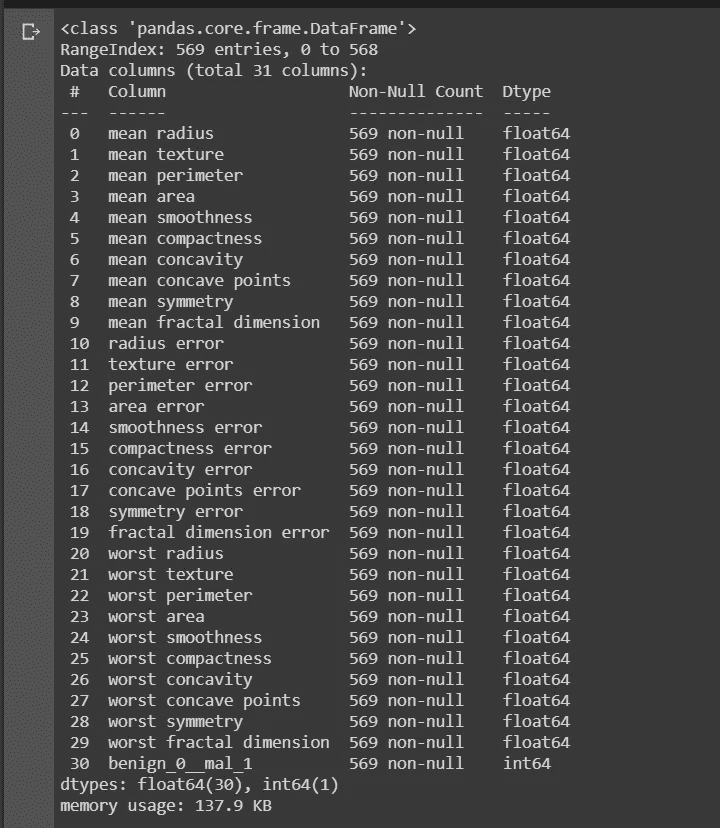 <class 'pandas.core.frame.DataFrame'>
RangeIndex: 569 entries, 0 to 568
Data columns (total 31 columns):
 #   Column                   Non-Null Count  Dtype
---  ------                   --------------  -----
 0   mean radius              569 non-null    float64
 1   mean texture             569 non-null    float64
 2   mean perimeter           569 non-null    float64
 3   mean area                569 non-null    float64
 4   mean smoothness          569 non-null    float64
 5   mean compactness         569 non-null    float64
 6   mean concavity           569 non-null    float64
 7   mean concave points      569 non-null    float64
 8   mean symmetry            569 non-null    float64
 9   mean fractal dimension   569 non-null    float64
 10  radius error             569 non-null    float64
 11  texture error            569 non-null    float64
 12  perimeter error          569 non-null    float64
 13  area error               569 non-null    float64
 14  smoothness error         569 non-null    float64
 15  compactness error        569 non-null    float64
 16  concavity error          569 non-null    float64
 17  concave points error     569 non-null    float64
 18  symmetry error           569 non-null    float64
 19  fractal dimension error  569 non-null    float64
 20  worst radius             569 non-null    float64
 21  worst texture            569 non-null    float64
 22  worst perimeter          569 non-null    float64
 23  worst area               569 non-null    float64
 24  worst smoothness         569 non-null    float64
 25  worst compactness        569 non-null    float64
 26  worst concavity          569 non-null    float64
 27  worst concave points     569 non-null    float64
 28  worst symmetry           569 non-null    float64
 29  worst fractal dimension  569 non-null    float64
 30  benign_0__mal_1          569 non-null    int64
dtypes: float64(30), int64(1)
memory usage: 137.9 KB